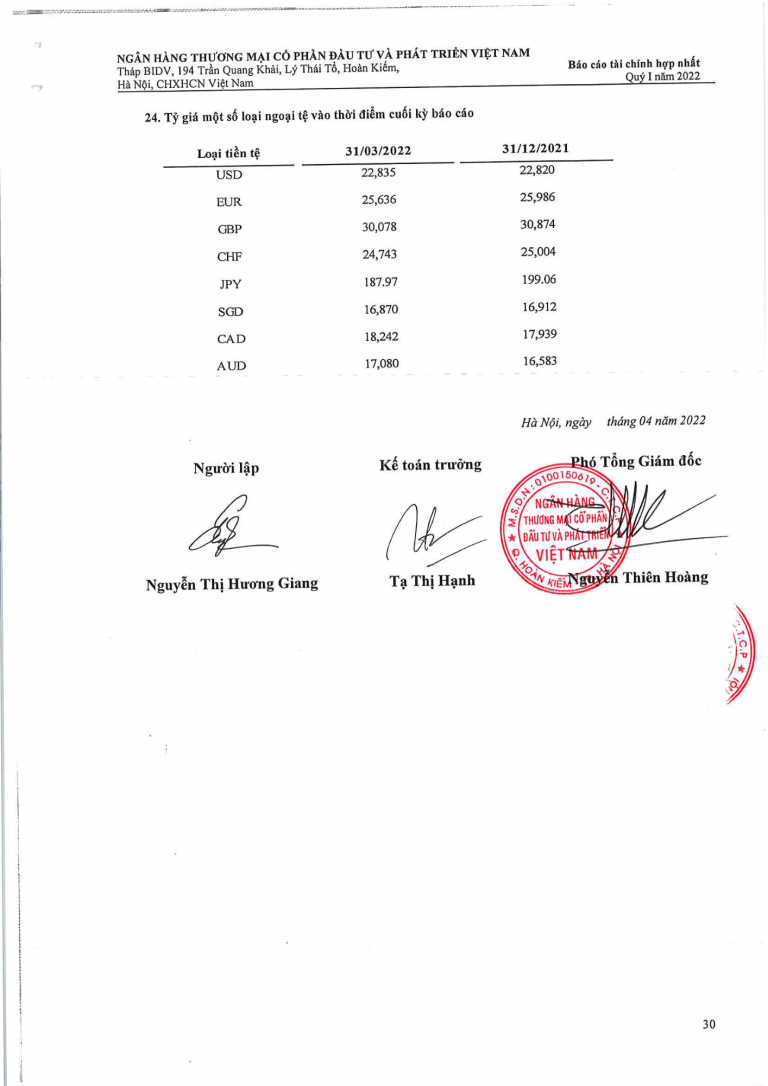 NGÂN HÀNG THƯƠNG MẠI CỔ PHẦN ĐẦU TƯ VÀ PHÁT TRIỂN VIỆT NAM
Tháp BIDV, 194 Trần Quang Khải, Lý Thái Tổ, Hoàn Kiếm,
Hà Nội, CHXHCN Việt Nam
Báo cáo tài chính hợp nhất
Quý I năm 2022
24. Tỷ giá một số loại ngoại tệ vào thời điểm cuối kỳ báo cáo
Loại tiền tệ 31/03/2022 31/12/2021
USD 22,835 22,820
EUR 25,636 25,986
GBP 30,078 30,874
CHF 24,743 25,004
JPY 187.97 199.06
SGD 16,870 16,912
CAD 18,242 17,939
AUD 17,080 16,583
Hà Nội, ngày tháng 04 năm 2022
Người lập Kế toán trưởng Phó Tổng Giám đốc
M.S.D.N: 0100150619 - C.T.C.P
NGÂN HÀNG
THƯƠNG MẠI CỔ PHẦN
ĐẦU TƯ VÀ PHÁT TRIỂN
VIỆT NAM
Q. HOÀN KIẾM HÀ NỘI
Nguyễn Thị Hương Giang Tạ Thị Hạnh Nguyễn Thiên Hoàng
.T.C.P
30